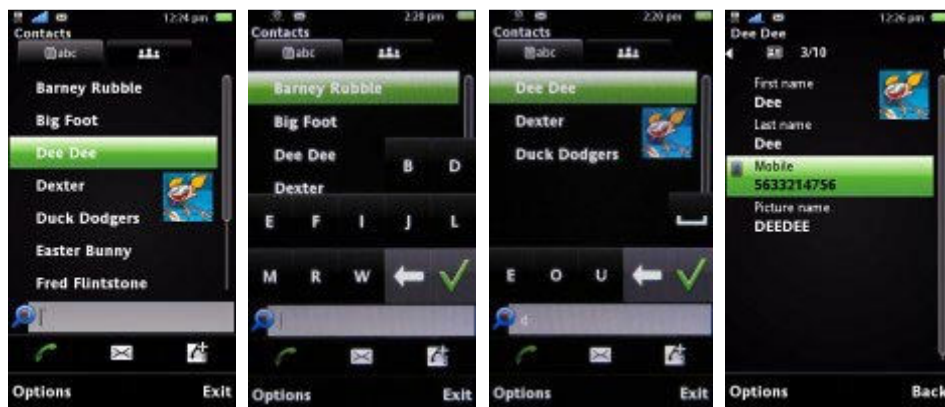 12:24 pm
Contacts
abc
Barney Rubble
Big Foot
Dee Dee
Dexter
Duck Dodgers
Easter Bunny
Fred Flintstone
Options Exit
2:20 pm
Contacts
abc
Barney Rubble
Big Foot
Dee Dee
Dexter
B D
E F I J L
M R W
Options Exit
2:20 pm
Contacts
abc
Dee Dee
Dexter
Duck Dodgers
E O U
d
Options Exit
12:26 pm
Dee Dee
3/10
First name
Dee
Last name
Dee
Mobile
5633214756
Picture name
DEEDEE
Options Back